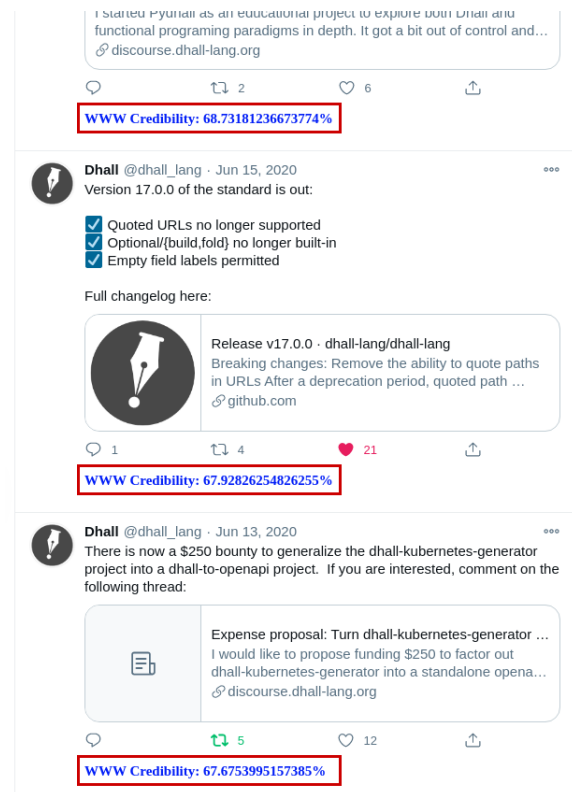 I started Pyhall as an educational project to explore both Dhall and
functional programing paradigms in depth. It got a bit out of control and…
discourse.dhall-lang.org
2 6
WWW Credibility: 68.73181236673774%
Dhall @dhall_lang · Jun 15, 2020
Version 17.0.0 of the standard is out:
Quoted URLs no longer supported
Optional/{build,fold} no longer built-in
Empty field labels permitted
Full changelog here:
Release v17.0.0 · dhall-lang/dhall-lang
Breaking changes: Remove the ability to quote paths
in URLs After a deprecation period, quoted path …
github.com
1 4 21
WWW Credibility: 67.92826254826255%
Dhall @dhall_lang · Jun 13, 2020
There is now a $250 bounty to generalize the dhall-kubernetes-generator
project into a dhall-to-openapi project.  If you are interested, comment on the
following thread:
Expense proposal: Turn dhall-kubernetes-generator …
I would like to propose funding $250 to factor out
dhall-kubernetes-generator into a standalone opena…
discourse.dhall-lang.org
5 12
WWW Credibility: 67.6753995157385%